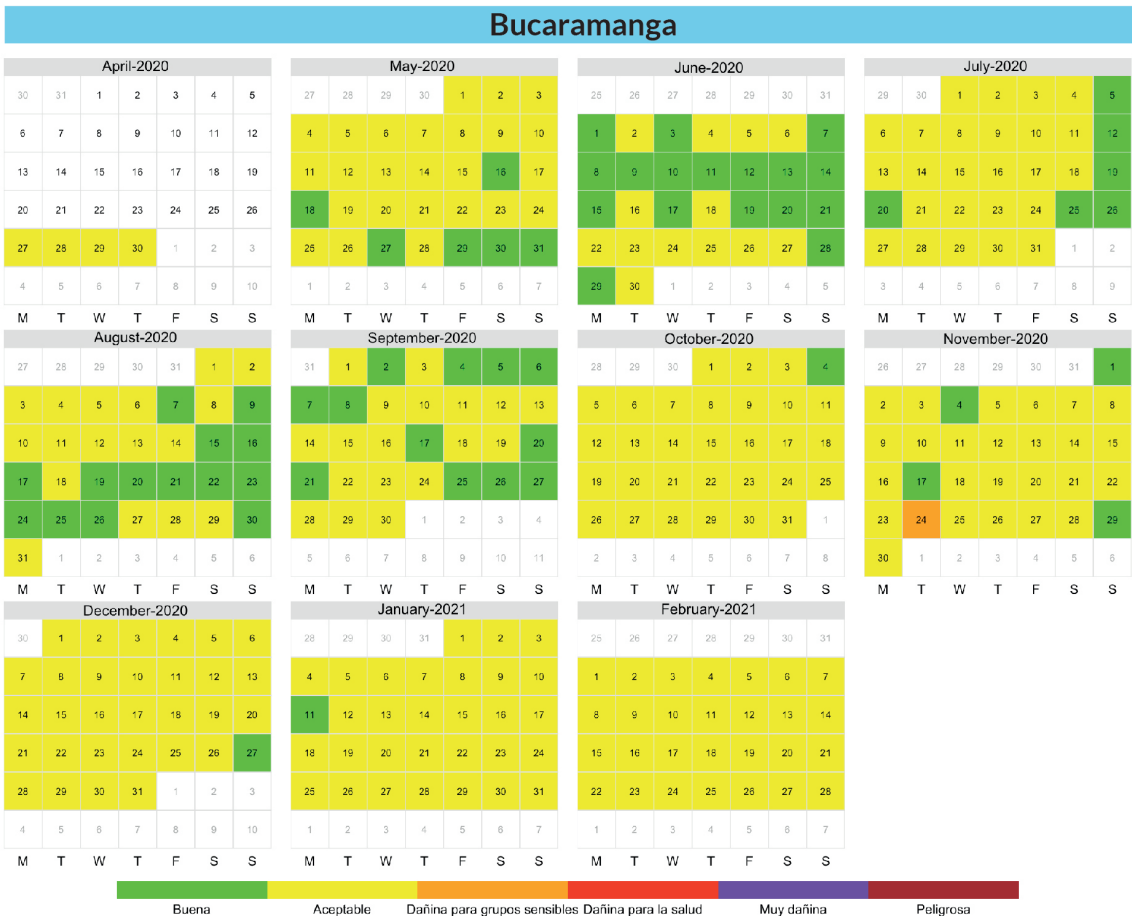 Bucaramanga
April-2020
30 31 1 2 3 4 5
6 7 8 9 10 11 12
13 14 15 16 17 18 19
20 21 22 23 24 25 26
27 28 29 30 1 2 3
4 5 6 7 8 9 10
M T W T F S S
May-2020
27 28 29 30 1 2 3
4 5 6 7 8 9 10
11 12 13 14 15 16 17
18 19 20 21 22 23 24
25 26 27 28 29 30 31
1 2 3 4 5 6 7
M T W T F S S
June-2020
25 26 27 28 29 30 31
1 2 3 4 5 6 7
8 9 10 11 12 13 14
15 16 17 18 19 20 21
22 23 24 25 26 27 28
29 30 1 2 3 4 5
M T W T F S S
July-2020
29 30 1 2 3 4 5
6 7 8 9 10 11 12
13 14 15 16 17 18 19
20 21 22 23 24 25 26
27 28 29 30 31 1 2
3 4 5 6 7 8 9
M T W T F S S
August-2020
27 28 29 30 31 1 2
3 4 5 6 7 8 9
10 11 12 13 14 15 16
17 18 19 20 21 22 23
24 25 26 27 28 29 30
31 1 2 3 4 5 6
M T W T F S S
September-2020
31 1 2 3 4 5 6
7 8 9 10 11 12 13
14 15 16 17 18 19 20
21 22 23 24 25 26 27
28 29 30 1 2 3 4
5 6 7 8 9 10 11
M T W T F S S
October-2020
28 29 30 1 2 3 4
5 6 7 8 9 10 11
12 13 14 15 16 17 18
19 20 21 22 23 24 25
26 27 28 29 30 31 1
2 3 4 5 6 7 8
M T W T F S S
November-2020
26 27 28 29 30 31 1
2 3 4 5 6 7 8
9 10 11 12 13 14 15
16 17 18 19 20 21 22
23 24 25 26 27 28 29
30 1 2 3 4 5 6
M T W T F S S
December-2020
30 1 2 3 4 5 6
7 8 9 10 11 12 13
14 15 16 17 18 19 20
21 22 23 24 25 26 27
28 29 30 31 1 2 3
4 5 6 7 8 9 10
M T W T F S S
January-2021
28 29 30 31 1 2 3
4 5 6 7 8 9 10
11 12 13 14 15 16 17
18 19 20 21 22 23 24
25 26 27 28 29 30 31
1 2 3 4 5 6 7
M T W T F S S
February-2021
25 26 27 28 29 30 31
1 2 3 4 5 6 7
8 9 10 11 12 13 14
15 16 17 18 19 20 21
22 23 24 25 26 27 28
1 2 3 4 5 6 7
M T W T F S S
Buena Aceptable Dañina para grupos sensibles Dañina para la salud Muy dañina Peligrosa